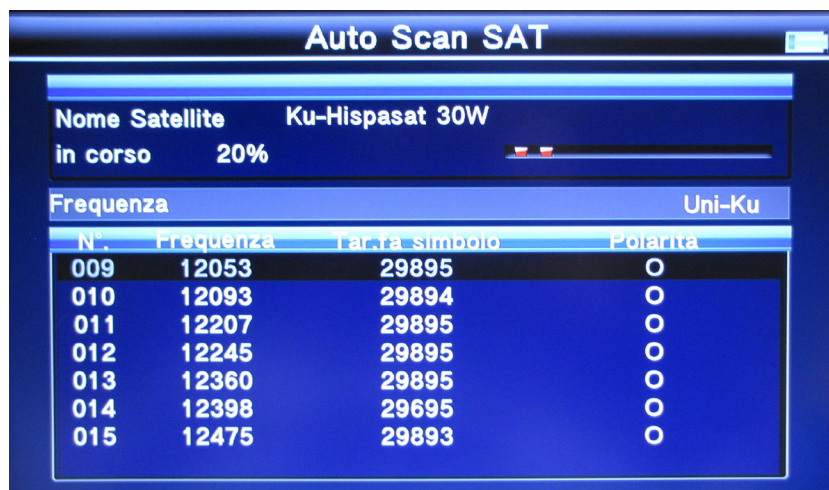 Auto Scan SAT
Nome Satellite Ku-Hispasat 30W
in corso 20%
Frequenza Uni-Ku
N°. Frequenza Tar.fa simbolo Polarità
009 12053 29895 O
010 12093 29894 O
011 12207 29895 O
012 12245 29895 O
013 12360 29895 O
014 12398 29695 O
015 12475 29893 O